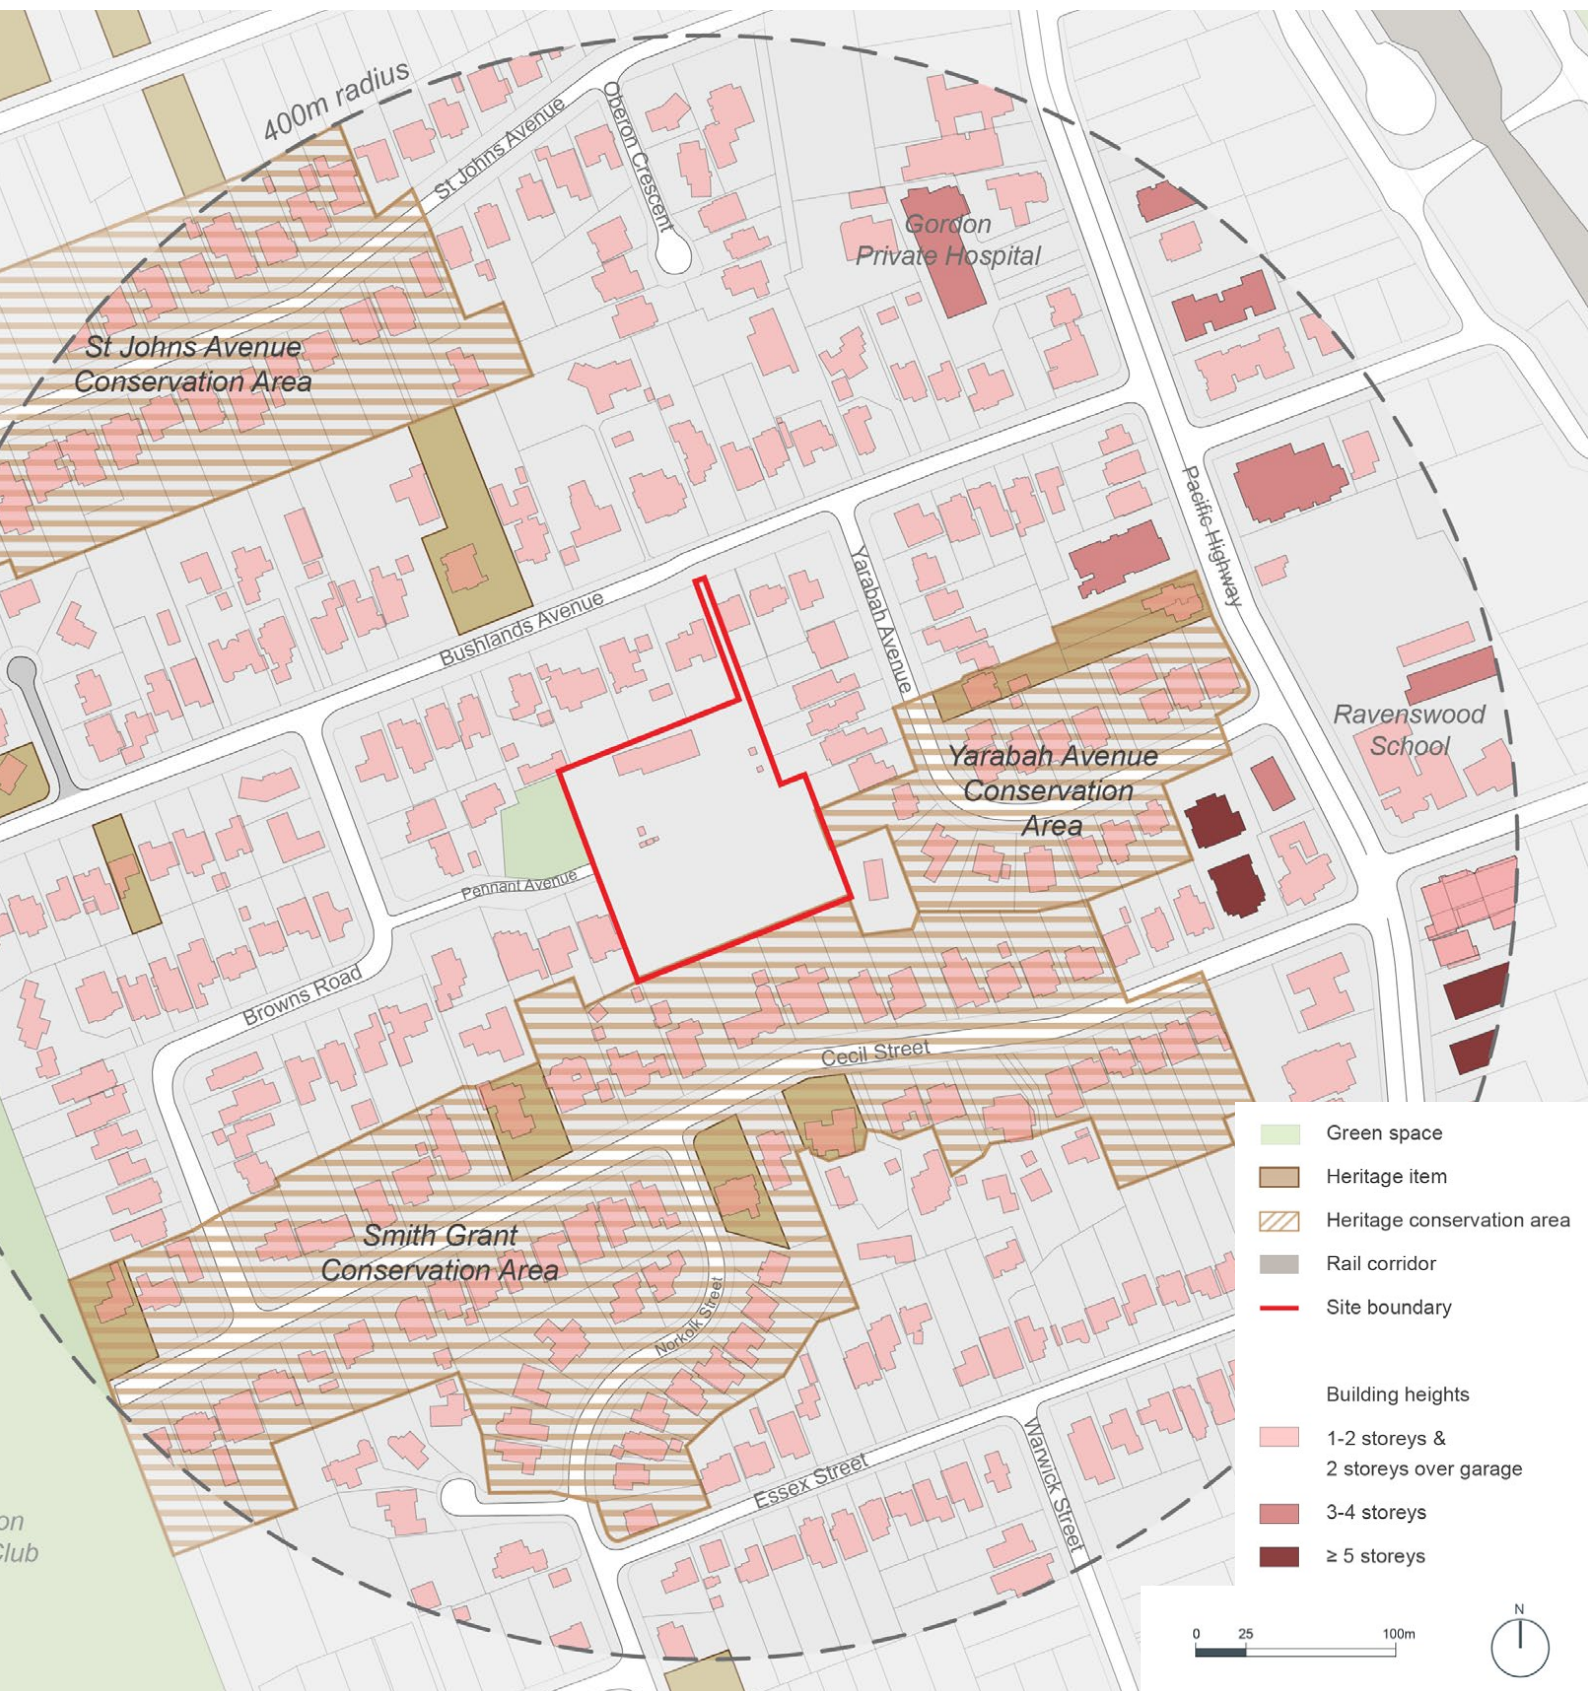 400m radius
St Johns Avenue
Oberon Crescent
Gordon
Private Hospital
St Johns Avenue
Conservation Area
Pacific Highway
Bushlands Avenue
Yarabah Avenue
Ravenswood
School
Yarabah Avenue
Conservation
Area
Pennant Avenue
Browns Road
Cecil Street
Smith Grant
Conservation Area
Norkolk Street
Essex Street
Warwick Street
on
Club
Green space
Heritage item
Heritage conservation area
Rail corridor
Site boundary
Building heights
1-2 storeys &
2 storeys over garage
3-4 storeys
≥ 5 storeys
0 25 100m
N